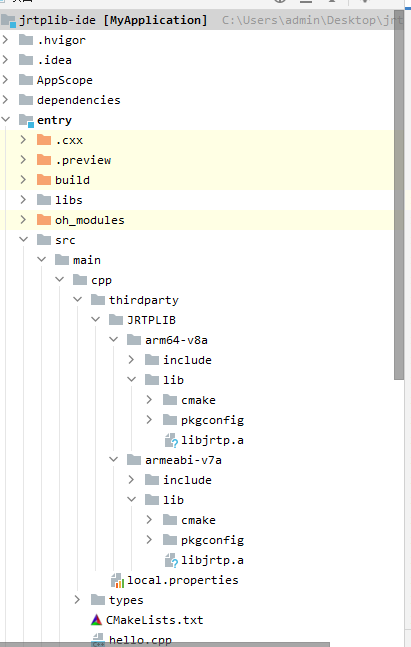 jrtplib-ide [MyApplication] C:\Users\admin\Desktop\jrt
.hvigor
.idea
AppScope
dependencies
entry
.cxx
.preview
build
libs
oh_modules
src
main
cpp
thirdparty
JRTPLIB
arm64-v8a
include
lib
cmake
pkgconfig
libjrtp.a
armeabi-v7a
include
lib
cmake
pkgconfig
libjrtp.a
local.properties
types
CMakeLists.txt
hello.cpp